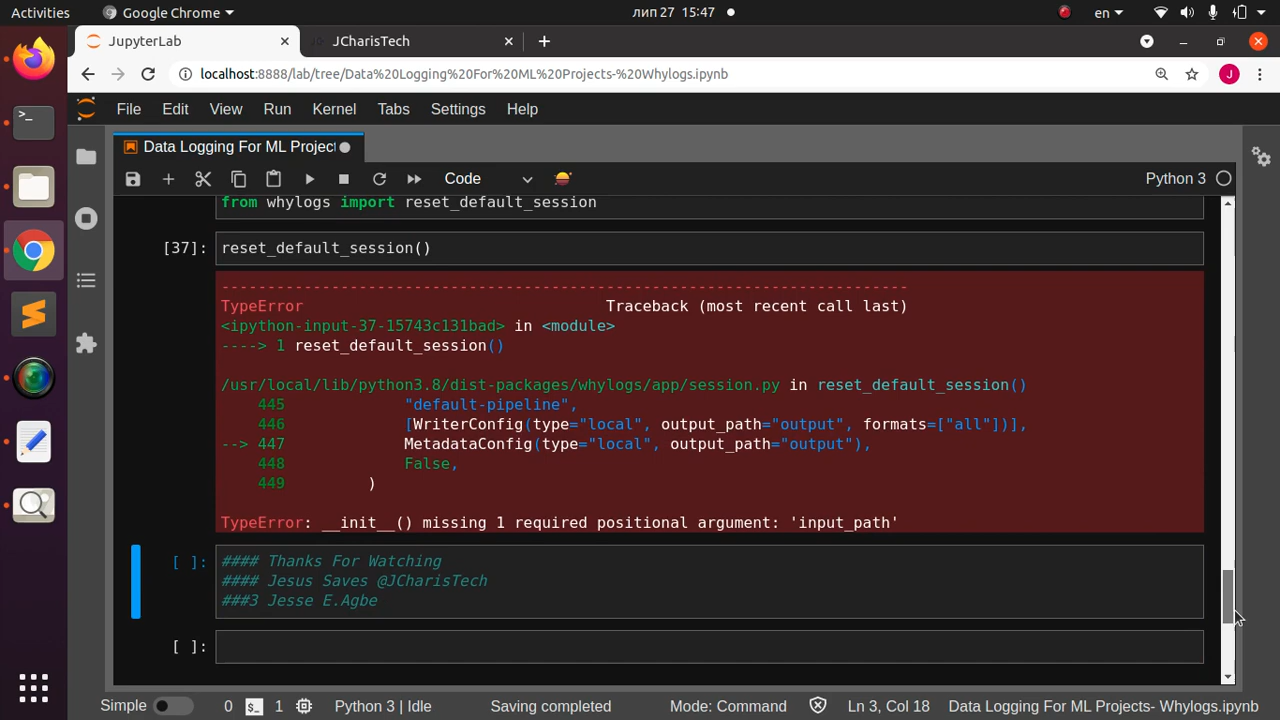 Activities
Google Chrome
лип 27 15:47
en
JupyterLab
JCharisTech
localhost:8888/lab/tree/Data%20Logging%20For%20ML%20Projects-%20Whylogs.ipynb
J
File Edit View Run Kernel Tabs Settings Help
Data Logging For ML Project
Code
Python 3
from whylogs import reset_default_session
[37]: reset_default_session()
---------------------------------------------------------------------------
TypeError Traceback (most recent call last)
<ipython-input-37-15743c131bad> in <module>
----> 1 reset_default_session()
/usr/local/lib/python3.8/dist-packages/whylogs/app/session.py in reset_default_session()
445 "default-pipeline",
446 [WriterConfig(type="local", output_path="output", formats=["all"])],
--> 447 MetadataConfig(type="local", output_path="output"),
448 False,
449 )
TypeError: __init__() missing 1 required positional argument: 'input_path'
[ ]: #### Thanks For Watching
#### Jesus Saves @JCharisTech
###3 Jesse E.Agbe
[ ]:
Simple 0 $_ 1 Python 3 | Idle Saving completed Mode: Command Ln 3, Col 18 Data Logging For ML Projects- Whylogs.ipynb